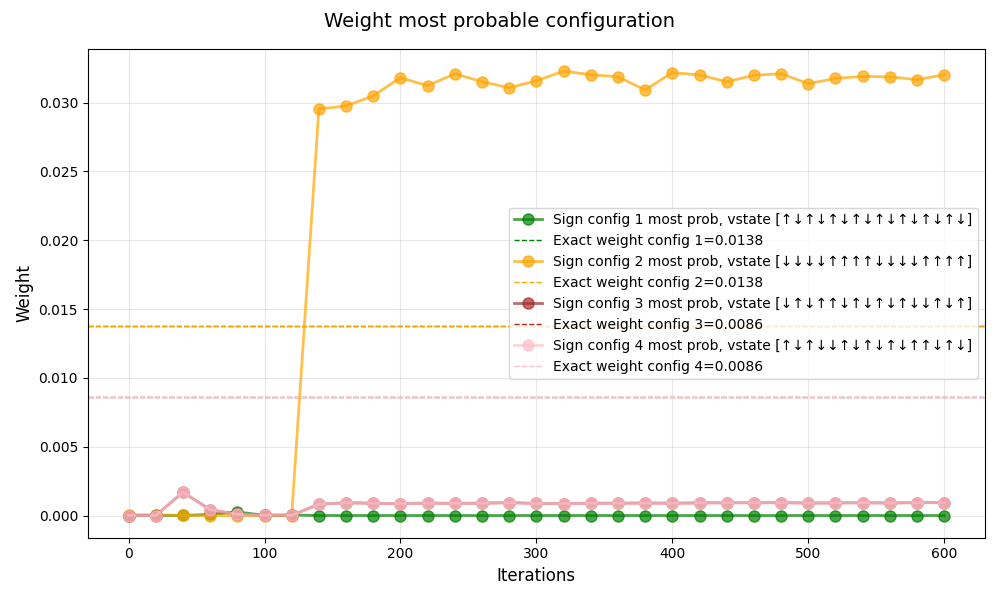 Weight most probable configuration
Weight
0.030
0.025
0.020
0.015
0.010
0.005
0.000
Sign config 1 most prob, vstate [↑↓↑↓↑↓↑↓↑↓↑↓↑↓↑↓]
Exact weight config 1=0.0138
Sign config 2 most prob, vstate [↓↓↓↓↑↑↑↑↓↓↓↓↑↑↑↑]
Exact weight config 2=0.0138
Sign config 3 most prob, vstate [↓↑↓↑↑↓↑↓↑↓↑↓↓↑↓↑]
Exact weight config 3=0.0086
Sign config 4 most prob, vstate [↑↓↑↓↓↑↓↑↓↑↓↑↑↓↑↓]
Exact weight config 4=0.0086
0 100 200 300 400 500 600
Iterations